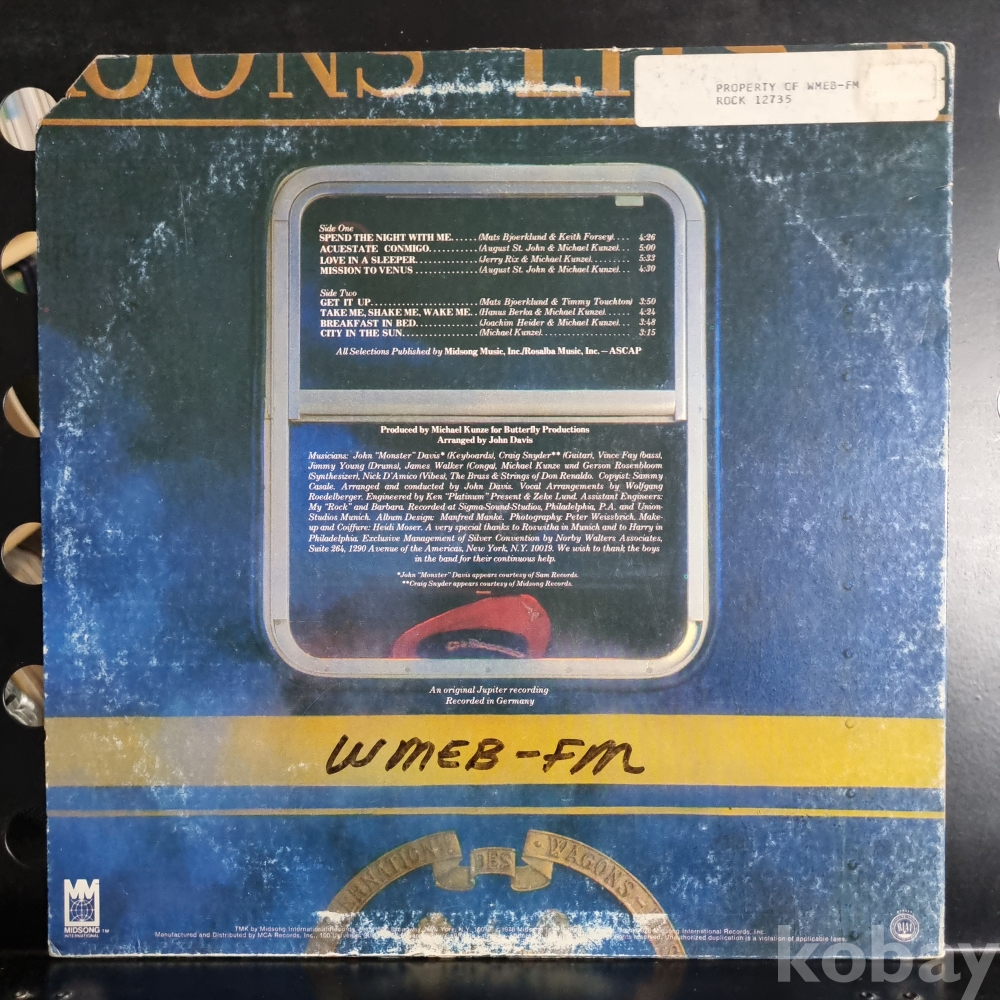 PROPERTY OF WMEB-FM
ROCK 12735
Side One
SPEND THE NIGHT WITH ME..... (Mats Bjoerklund & Keith Forsey). . . 4:26
ACUESTATE CONMIGO........... (August St. John & Michael Kunze). . . 5:00
LOVE IN A SLEEPER............. (Jerry Rix & Michael Kunze)......... 5:33
MISSION TO VENUS ............. (August St. John & Michael Kunze). . . 4:30
Side Two
GET IT UP....................... (Mats Bjoerklund & Timmy Touchton) 3:50
TAKE ME, SHAKE ME, WAKE ME. . (Hanus Berka & Michael Kunze)..... 4:24
BREAKFAST IN BED.............. (Joachim Heider & Michael Kunze). . . 3:48
CITY IN THE SUN................ (Michael Kunze).................... 3:15
All Selections Published by Midsong Music, Inc./Rosalba Music, Inc. — ASCAP
Produced by Michael Kunze for Butterfly Productions
Arranged by John Davis
Musicians: John "Monster" Davis* (Keyboards), Craig Snyder** (Guitar), Vince Fay (bass),
Jimmy Young (Drums), James Walker (Conga), Michael Kunze und Gerson Rosenbloom
(Synthesizer), Nick D'Amico (Vibes), The Brass & Strings of Don Renaldo. Copyist: Sammy
Casale. Arranged and conducted by John Davis. Vocal Arrangements by Wolfgang
Roedelberger. Engineered by Ken "Platinum" Present & Zeke Lund. Assistant Engineers:
My "Rock" and Barbara. Recorded at Sigma-Sound-Studios, Philadelphia, P.A. and Union-
Studios Munich. Album Design: Manfred Manke. Photography: Peter Weissbrich. Make-
up and Coiffure: Heidi Moser. A very special thanks to Roswitha in Munich and to Harry in
Philadelphia. Exclusive Management of Silver Convention by Norby Walters Associates,
Suite 264, 1290 Avenue of the Americas, New York, N.Y. 10019. We wish to thank the boys
in the band for their continuous help.
*John "Monster" Davis appears courtesy of Sam Records.
**Craig Snyder appears courtesy of Midsong Records.
An original Jupiter recording
Recorded in Germany
WMEB-FM
DES WAGONS
MIDSONG TM
INTERNATIONAL
TMK by Midsong International
Manufactured and Distributed by MCA Records, Inc., 100 Universal
Midsong International Records, Inc.
Unauthorized duplication is a violation of applicable laws.
kobay